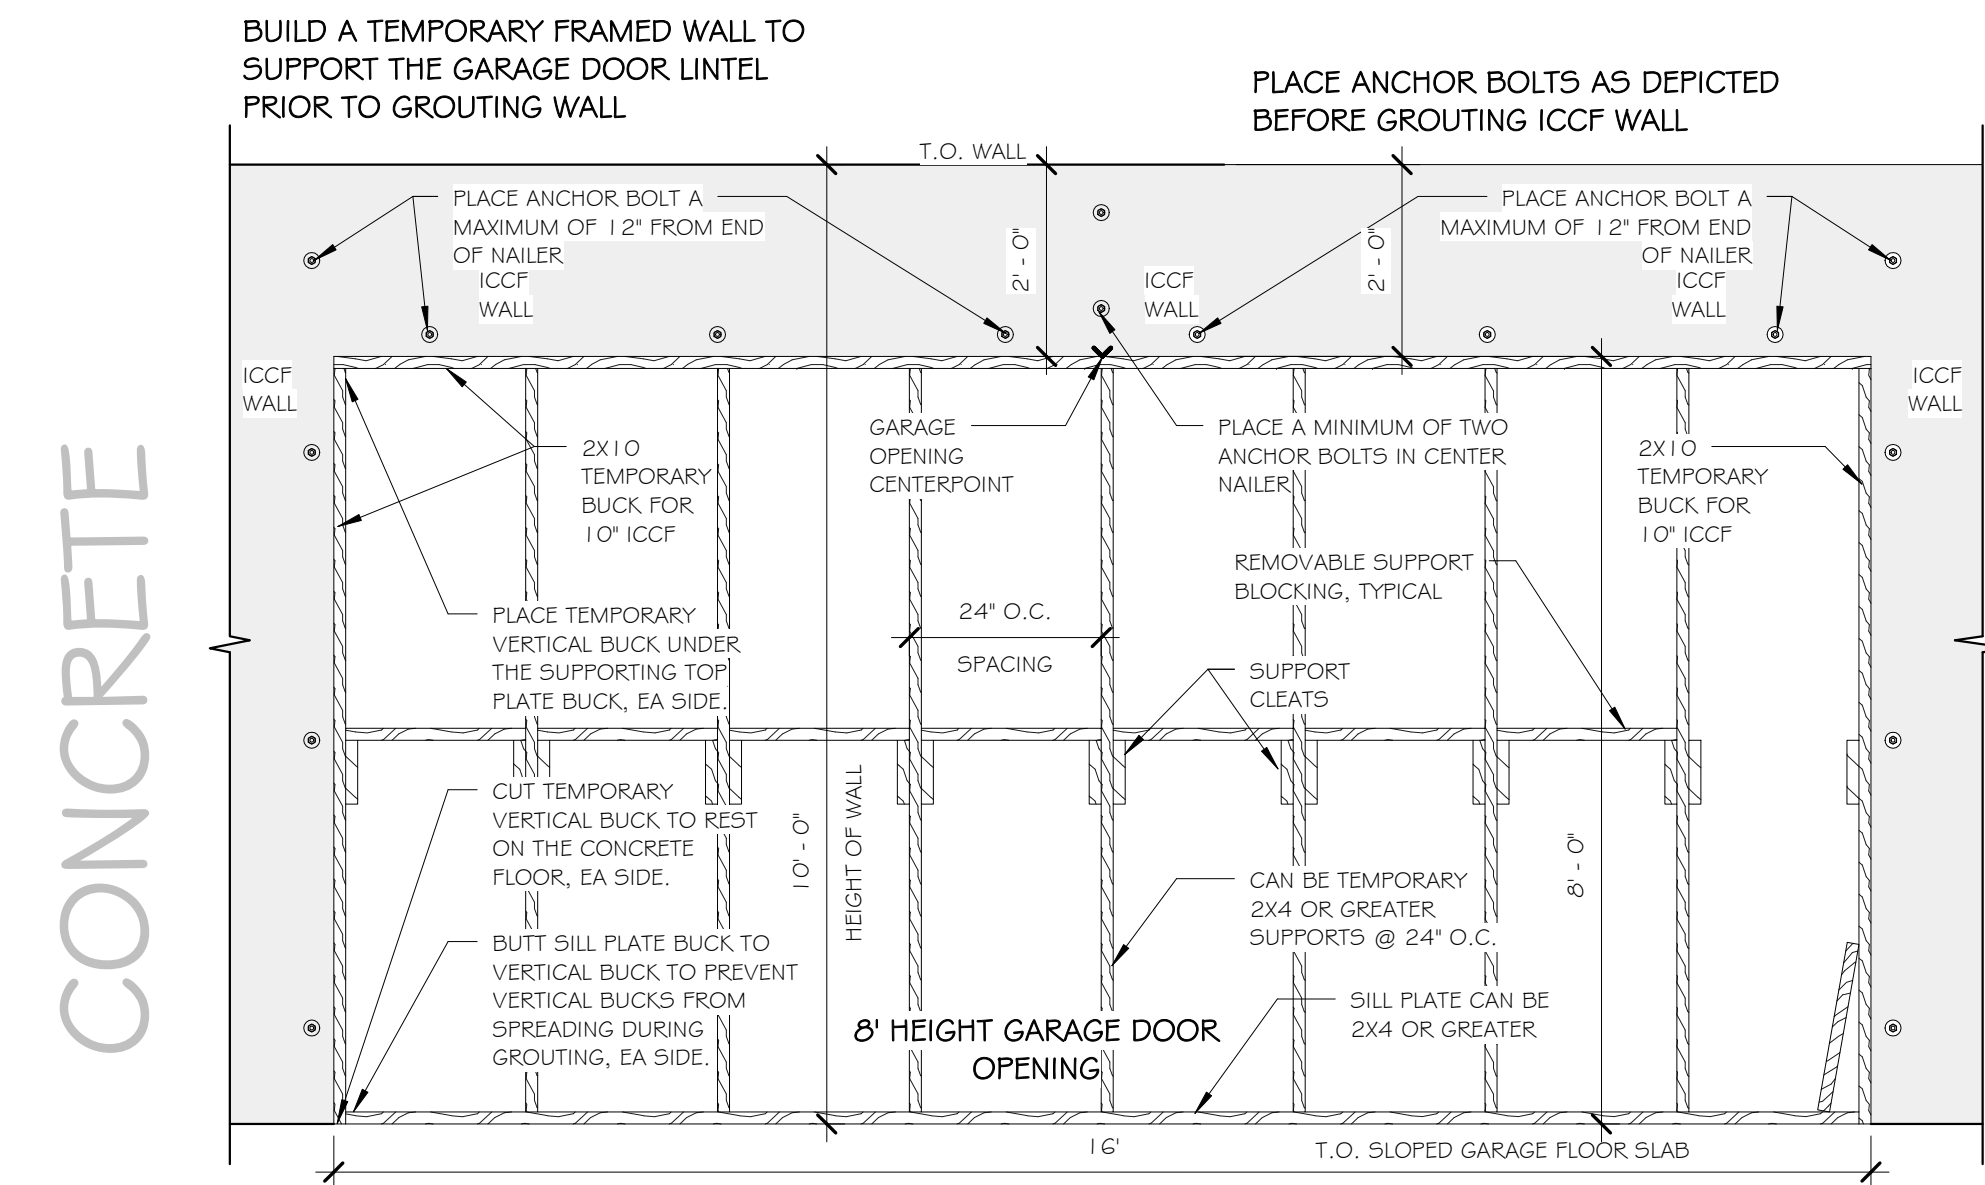 BUILD A TEMPORARY FRAMED WALL TO
SUPPORT THE GARAGE DOOR LINTEL
PRIOR TO GROUTING WALL
PLACE ANCHOR BOLTS AS DEPICTED
BEFORE GROUTING ICCF WALL
T.O. WALL
PLACE ANCHOR BOLT A
MAXIMUM OF 12" FROM END
OF NAILER
ICCF
WALL
2' - 0"
ICCF
WALL
2' - 0"
PLACE ANCHOR BOLT A
MAXIMUM OF 12" FROM END
OF NAILER
ICCF
WALL
ICCF
WALL
ICCF
WALL
2X10
TEMPORARY
BUCK FOR
10" ICCF
GARAGE
OPENING
CENTERPOINT
PLACE A MINIMUM OF TWO
ANCHOR BOLTS IN CENTER
NAILER
2X10
TEMPORARY
BUCK FOR
10" ICCF
REMOVABLE SUPPORT
BLOCKING, TYPICAL
PLACE TEMPORARY
VERTICAL BUCK UNDER
THE SUPPORTING TOP
PLATE BUCK, EA SIDE.
24" O.C.
SPACING
SUPPORT
CLEATS
CONCRETE
CUT TEMPORARY
VERTICAL BUCK TO REST
ON THE CONCRETE
FLOOR, EA SIDE.
10' - 0"
HEIGHT OF WALL
8' - 0"
CAN BE TEMPORARY
2X4 OR GREATER
SUPPORTS @ 24" O.C.
BUTT SILL PLATE BUCK TO
VERTICAL BUCK TO PREVENT
VERTICAL BUCKS FROM
SPREADING DURING
GROUTING, EA SIDE.
8' HEIGHT GARAGE DOOR
OPENING
SILL PLATE CAN BE
2X4 OR GREATER
16'
T.O. SLOPED GARAGE FLOOR SLAB